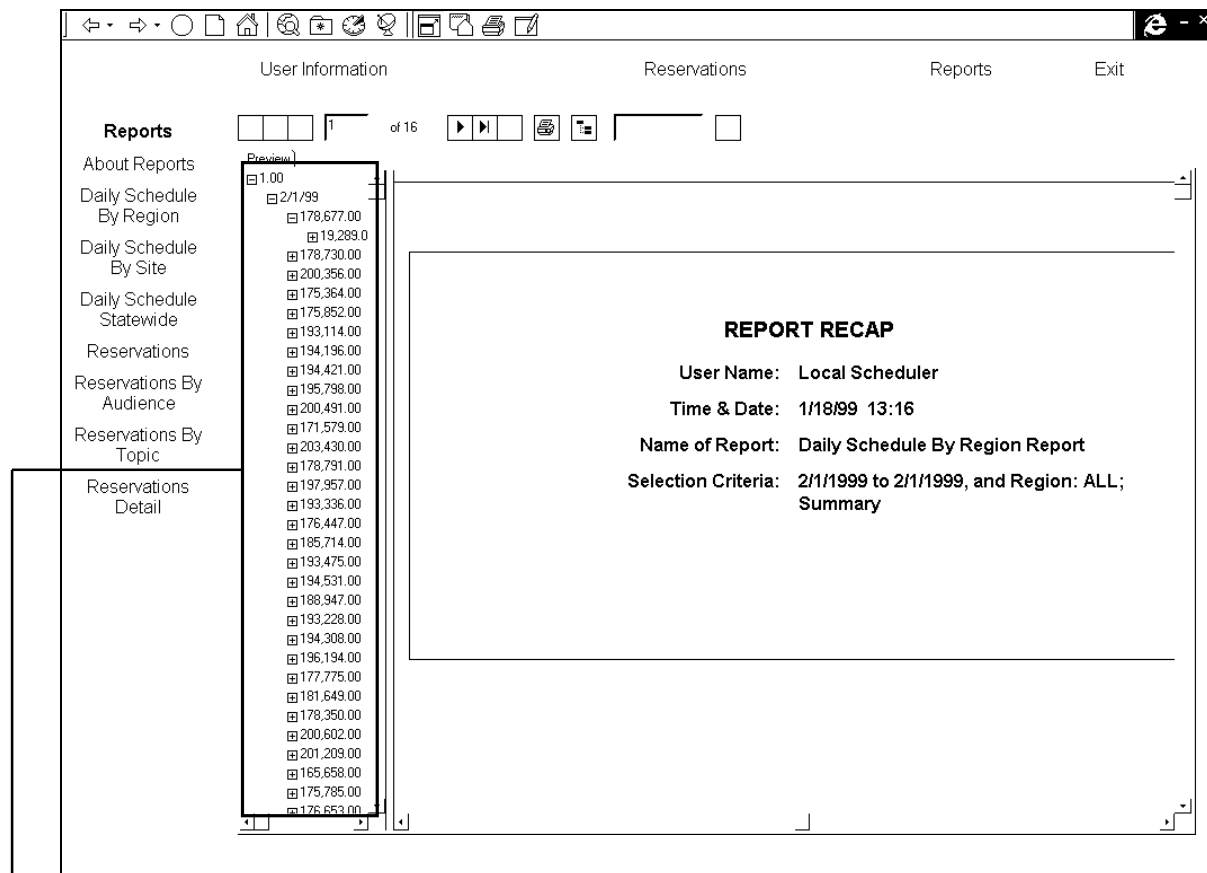 User Information
Reservations
Reports
Exit
Reports
About Reports
Daily Schedule
By Region
Daily Schedule
By Site
Daily Schedule
Statewide
Reservations
Reservations By
Audience
Reservations By
Topic
Reservations
Detail
1 of 16
Preview
1.00
2/1/99
178,677.00
19,289.0
178,730.00
200,356.00
175,364.00
175,852.00
193,114.00
194,196.00
194,421.00
195,798.00
200,491.00
171,579.00
203,430.00
178,791.00
197,957.00
193,336.00
176,447.00
185,714.00
193,475.00
194,531.00
188,947.00
193,228.00
194,308.00
196,194.00
177,775.00
181,649.00
178,350.00
200,602.00
201,209.00
165,658.00
175,785.00
176,653.00
REPORT RECAP
User Name: Local Scheduler
Time & Date: 1/18/99 13:16
Name of Report: Daily Schedule By Region Report
Selection Criteria: 2/1/1999 to 2/1/1999, and Region: ALL;
Summary